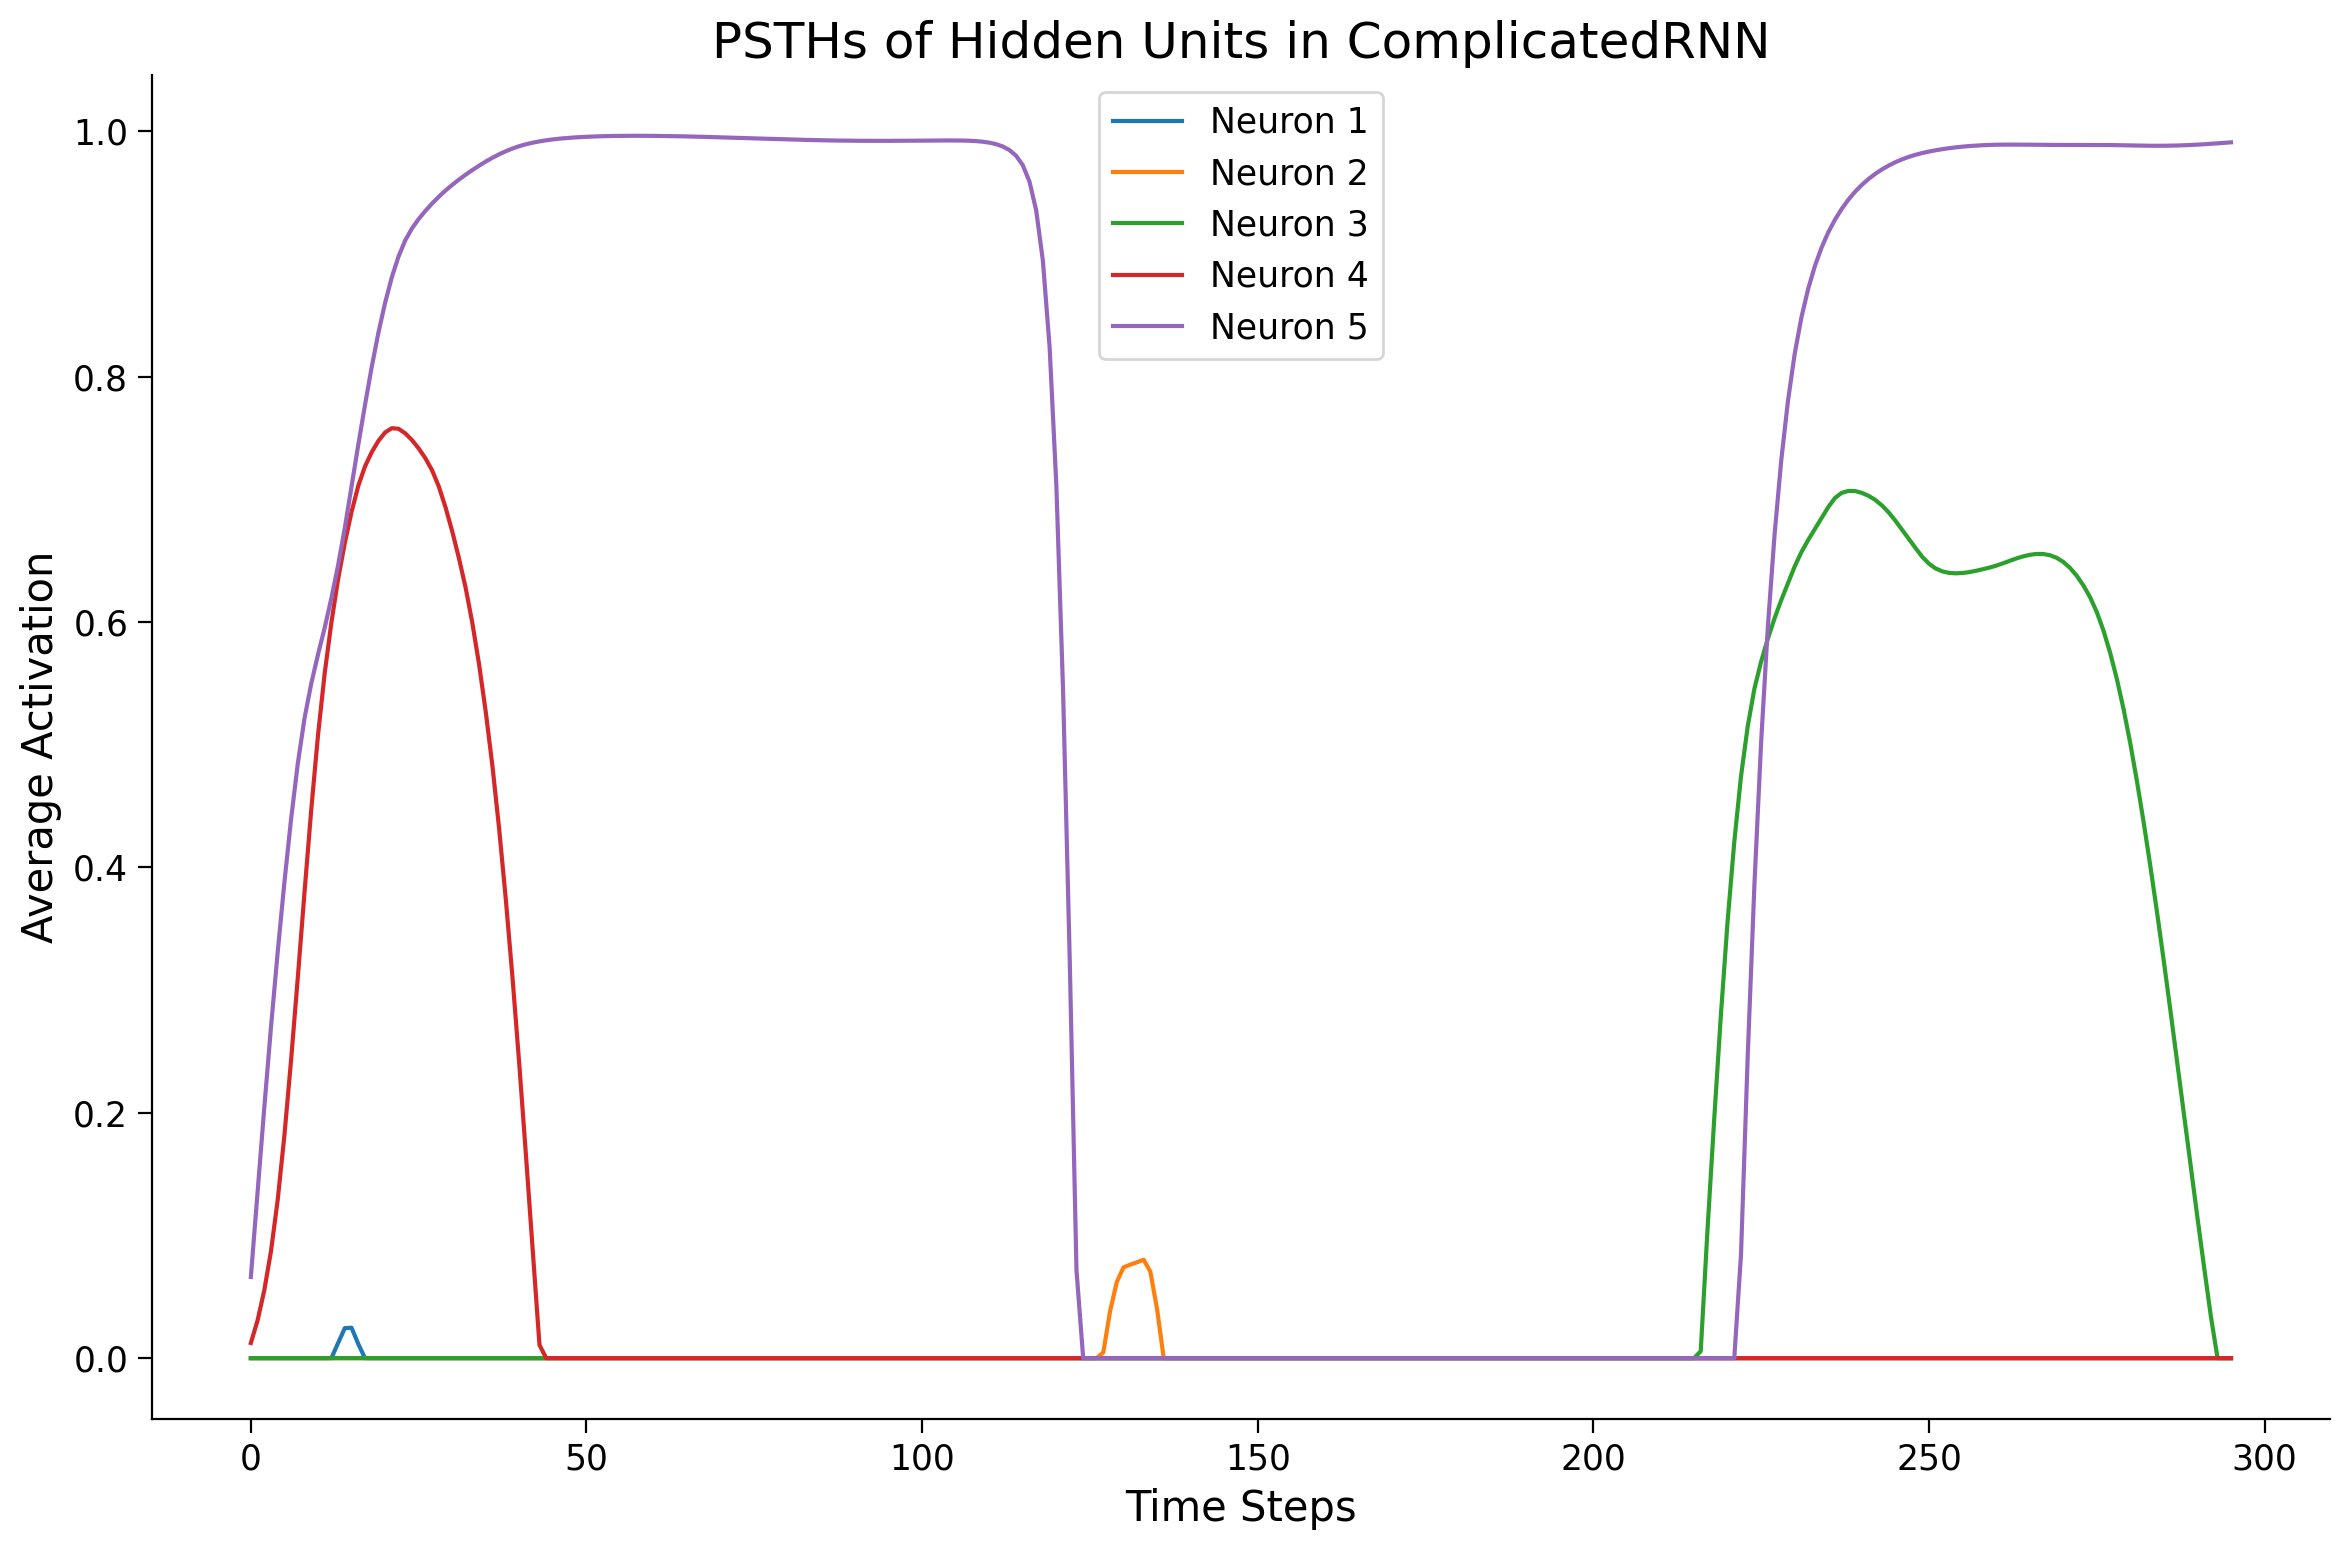 PSTHs of Hidden Units in ComplicatedRNN
Neuron 1
Neuron 2
Neuron 3
Neuron 4
Neuron 5
Average Activation
1.0
0.8
0.6
0.4
0.2
0.0
0 50 100 150 200 250 300
Time Steps